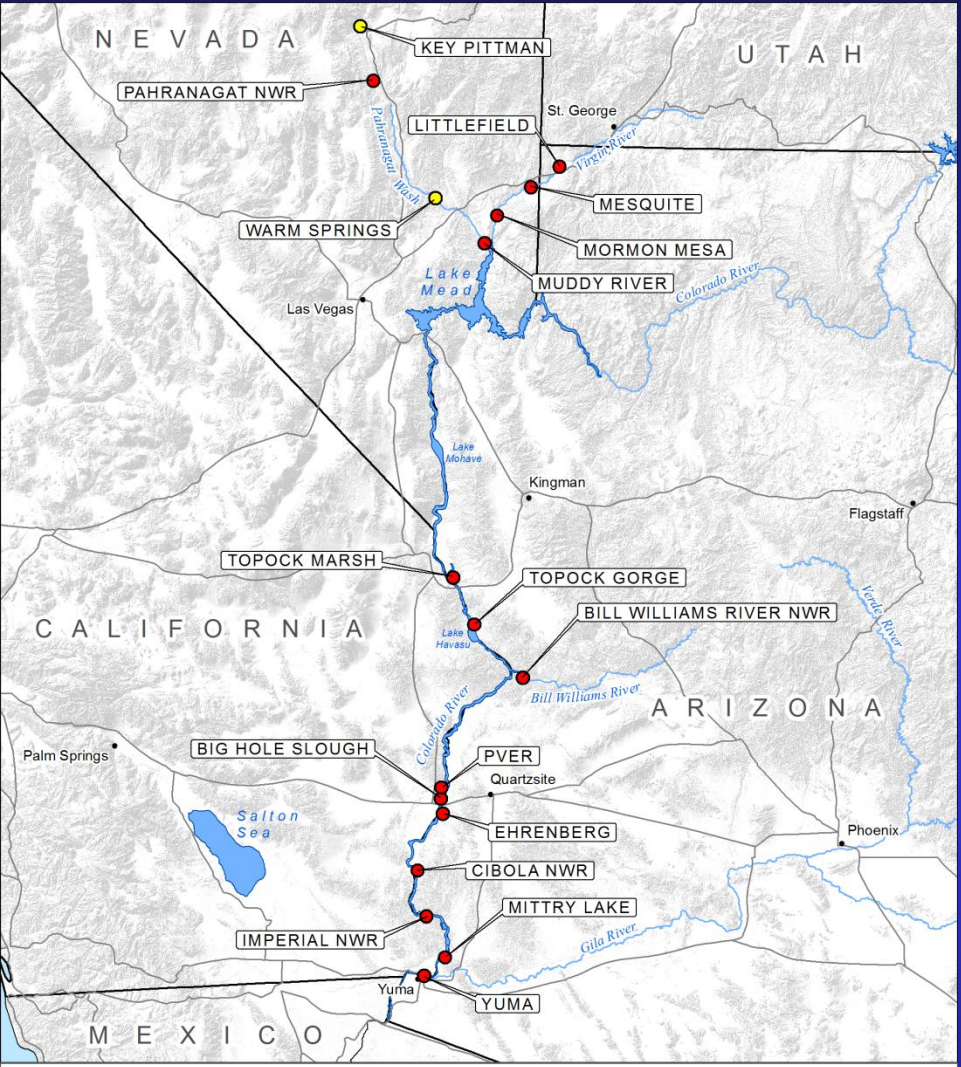 NEVADA
KEY PITTMAN
UTAH
PAHRANAGAT NWR
St. George
LITTLEFIELD
Pahranagat Wash
Virgin River
MESQUITE
WARM SPRINGS
MORMON MESA
Lake
Mead
MUDDY RIVER
Colorado River
Las Vegas
Lake
Mohave
Kingman
Flagstaff
TOPOCK MARSH
TOPOCK GORGE
Verde River
BILL WILLIAMS RIVER NWR
CALIFORNIA
Lake
Havasu
Bill Williams River
ARIZONA
Colorado River
BIG HOLE SLOUGH
PVER
Palm Springs
Quartzsite
Salton
Sea
EHRENBERG
Phoenix
CIBOLA NWR
MITTRY LAKE
IMPERIAL NWR
Gila River
Yuma
YUMA
MEXICO